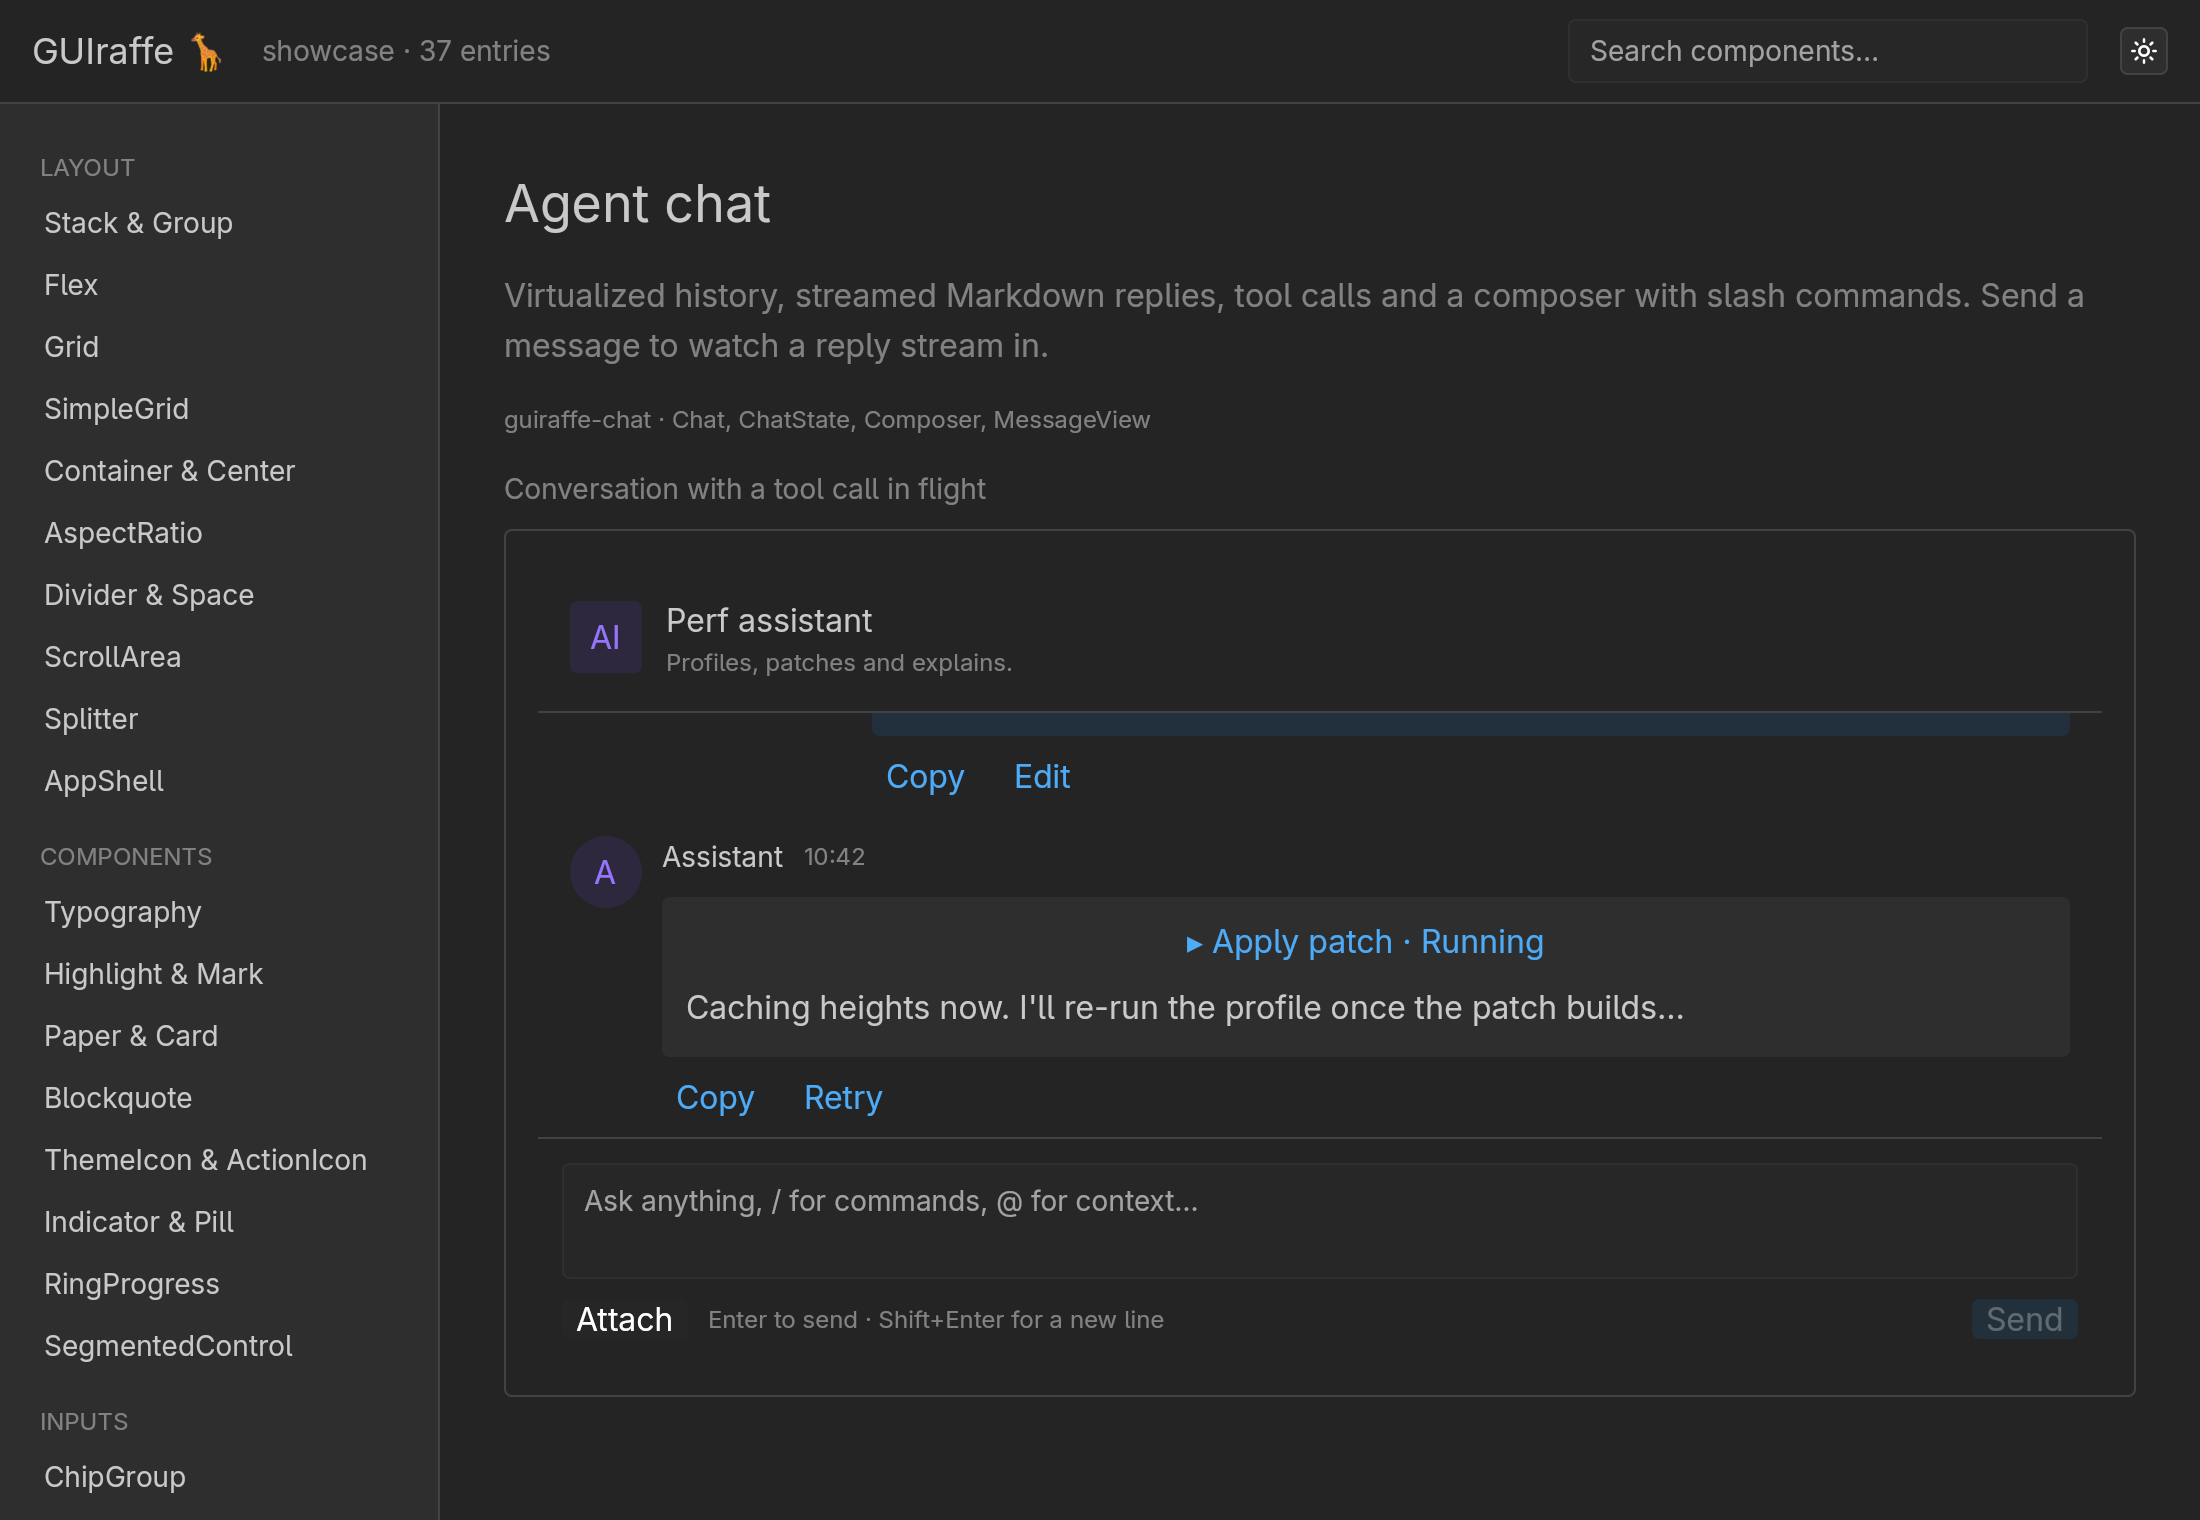 GUIraffe 🦒 showcase · 37 entries
Search components...
LAYOUT
Stack & Group
Flex
Grid
SimpleGrid
Container & Center
AspectRatio
Divider & Space
ScrollArea
Splitter
AppShell
COMPONENTS
Typography
Highlight & Mark
Paper & Card
Blockquote
ThemeIcon & ActionIcon
Indicator & Pill
RingProgress
SegmentedControl
INPUTS
ChipGroup
Agent chat
Virtualized history, streamed Markdown replies, tool calls and a composer with slash commands. Send a
message to watch a reply stream in.
guiraffe-chat · Chat, ChatState, Composer, MessageView
Conversation with a tool call in flight
AI
Perf assistant
Profiles, patches and explains.
Copy Edit
A
Assistant 10:42
▸ Apply patch · Running
Caching heights now. I'll re-run the profile once the patch builds...
Copy Retry
Ask anything, / for commands, @ for context...
Attach Enter to send · Shift+Enter for a new line Send